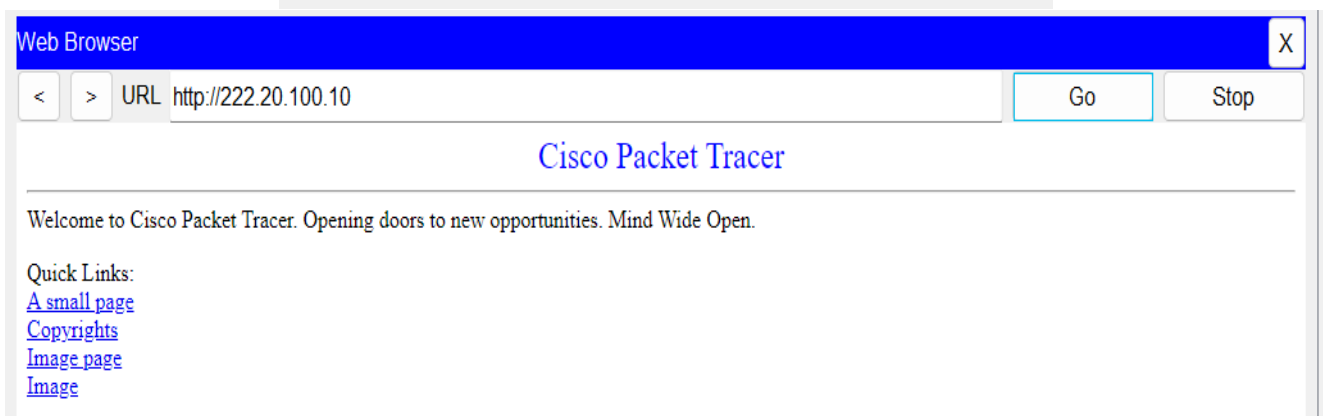 Web Browser X
< > URL http://222.20.100.10 Go Stop
Cisco Packet Tracer
Welcome to Cisco Packet Tracer. Opening doors to new opportunities. Mind Wide Open.
Quick Links:
A small page
Copyrights
Image page
Image